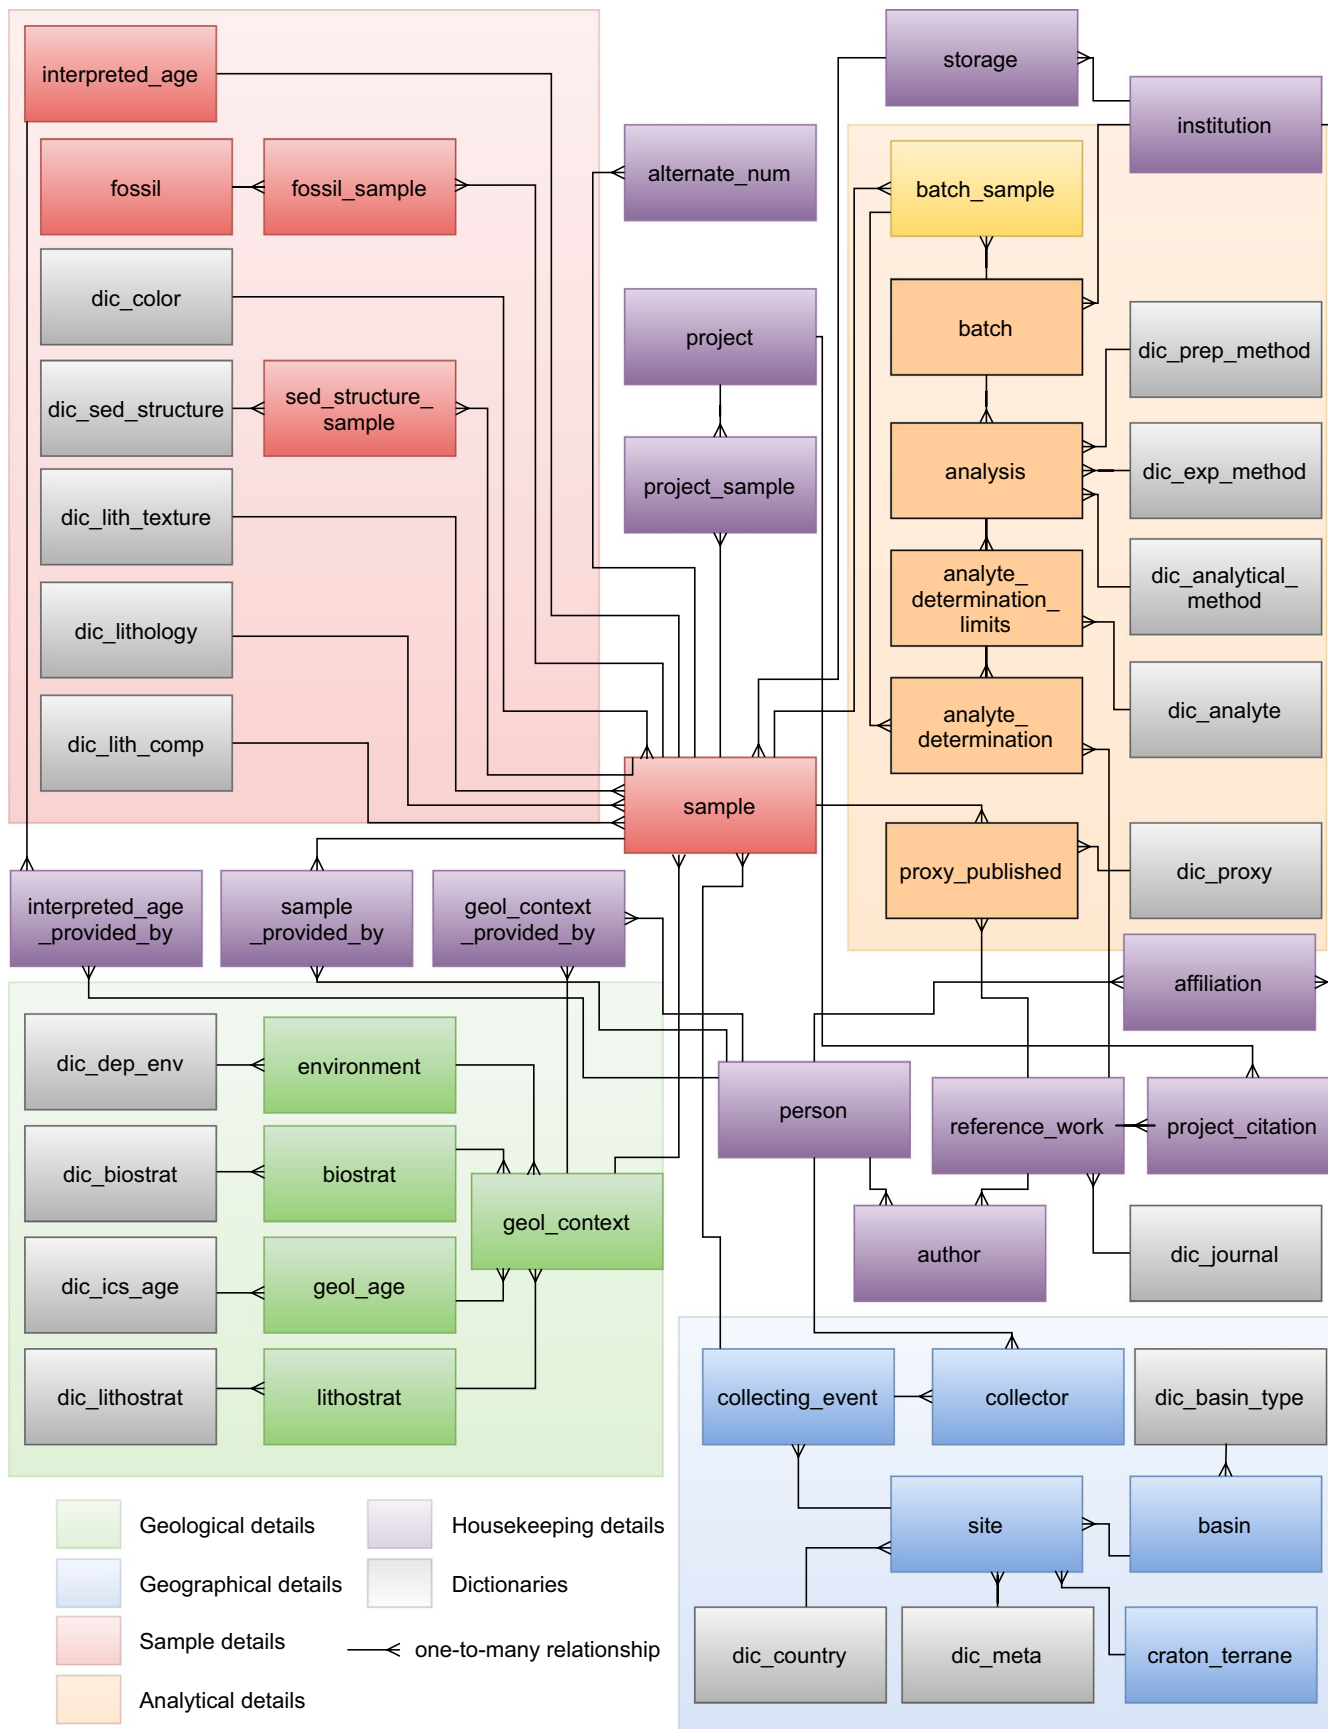 interpreted_age
storage
institution
fossil
fossil_sample
alternate_num
batch_sample
dic_color
project
batch
dic_prep_method
dic_sed_structure
sed_structure_
sample
analysis
dic_exp_method
project_sample
dic_lith_texture
analyte_
determination_
limits
dic_analytical_
method
dic_lithology
dic_lith_comp
analyte_
determination
dic_analyte
sample
proxy_published
dic_proxy
interpreted_age
_provided_by
sample
_provided_by
geol_context
_provided_by
affiliation
dic_dep_env
environment
person
reference_work
project_citation
dic_biostrat
biostrat
geol_context
author
dic_journal
dic_ics_age
geol_age
dic_lithostrat
lithostrat
collecting_event
collector
dic_basin_type
site
basin
dic_country
dic_meta
craton_terrane
Geological details
Housekeeping details
Geographical details
Dictionaries
Sample details
one-to-many relationship
Analytical details